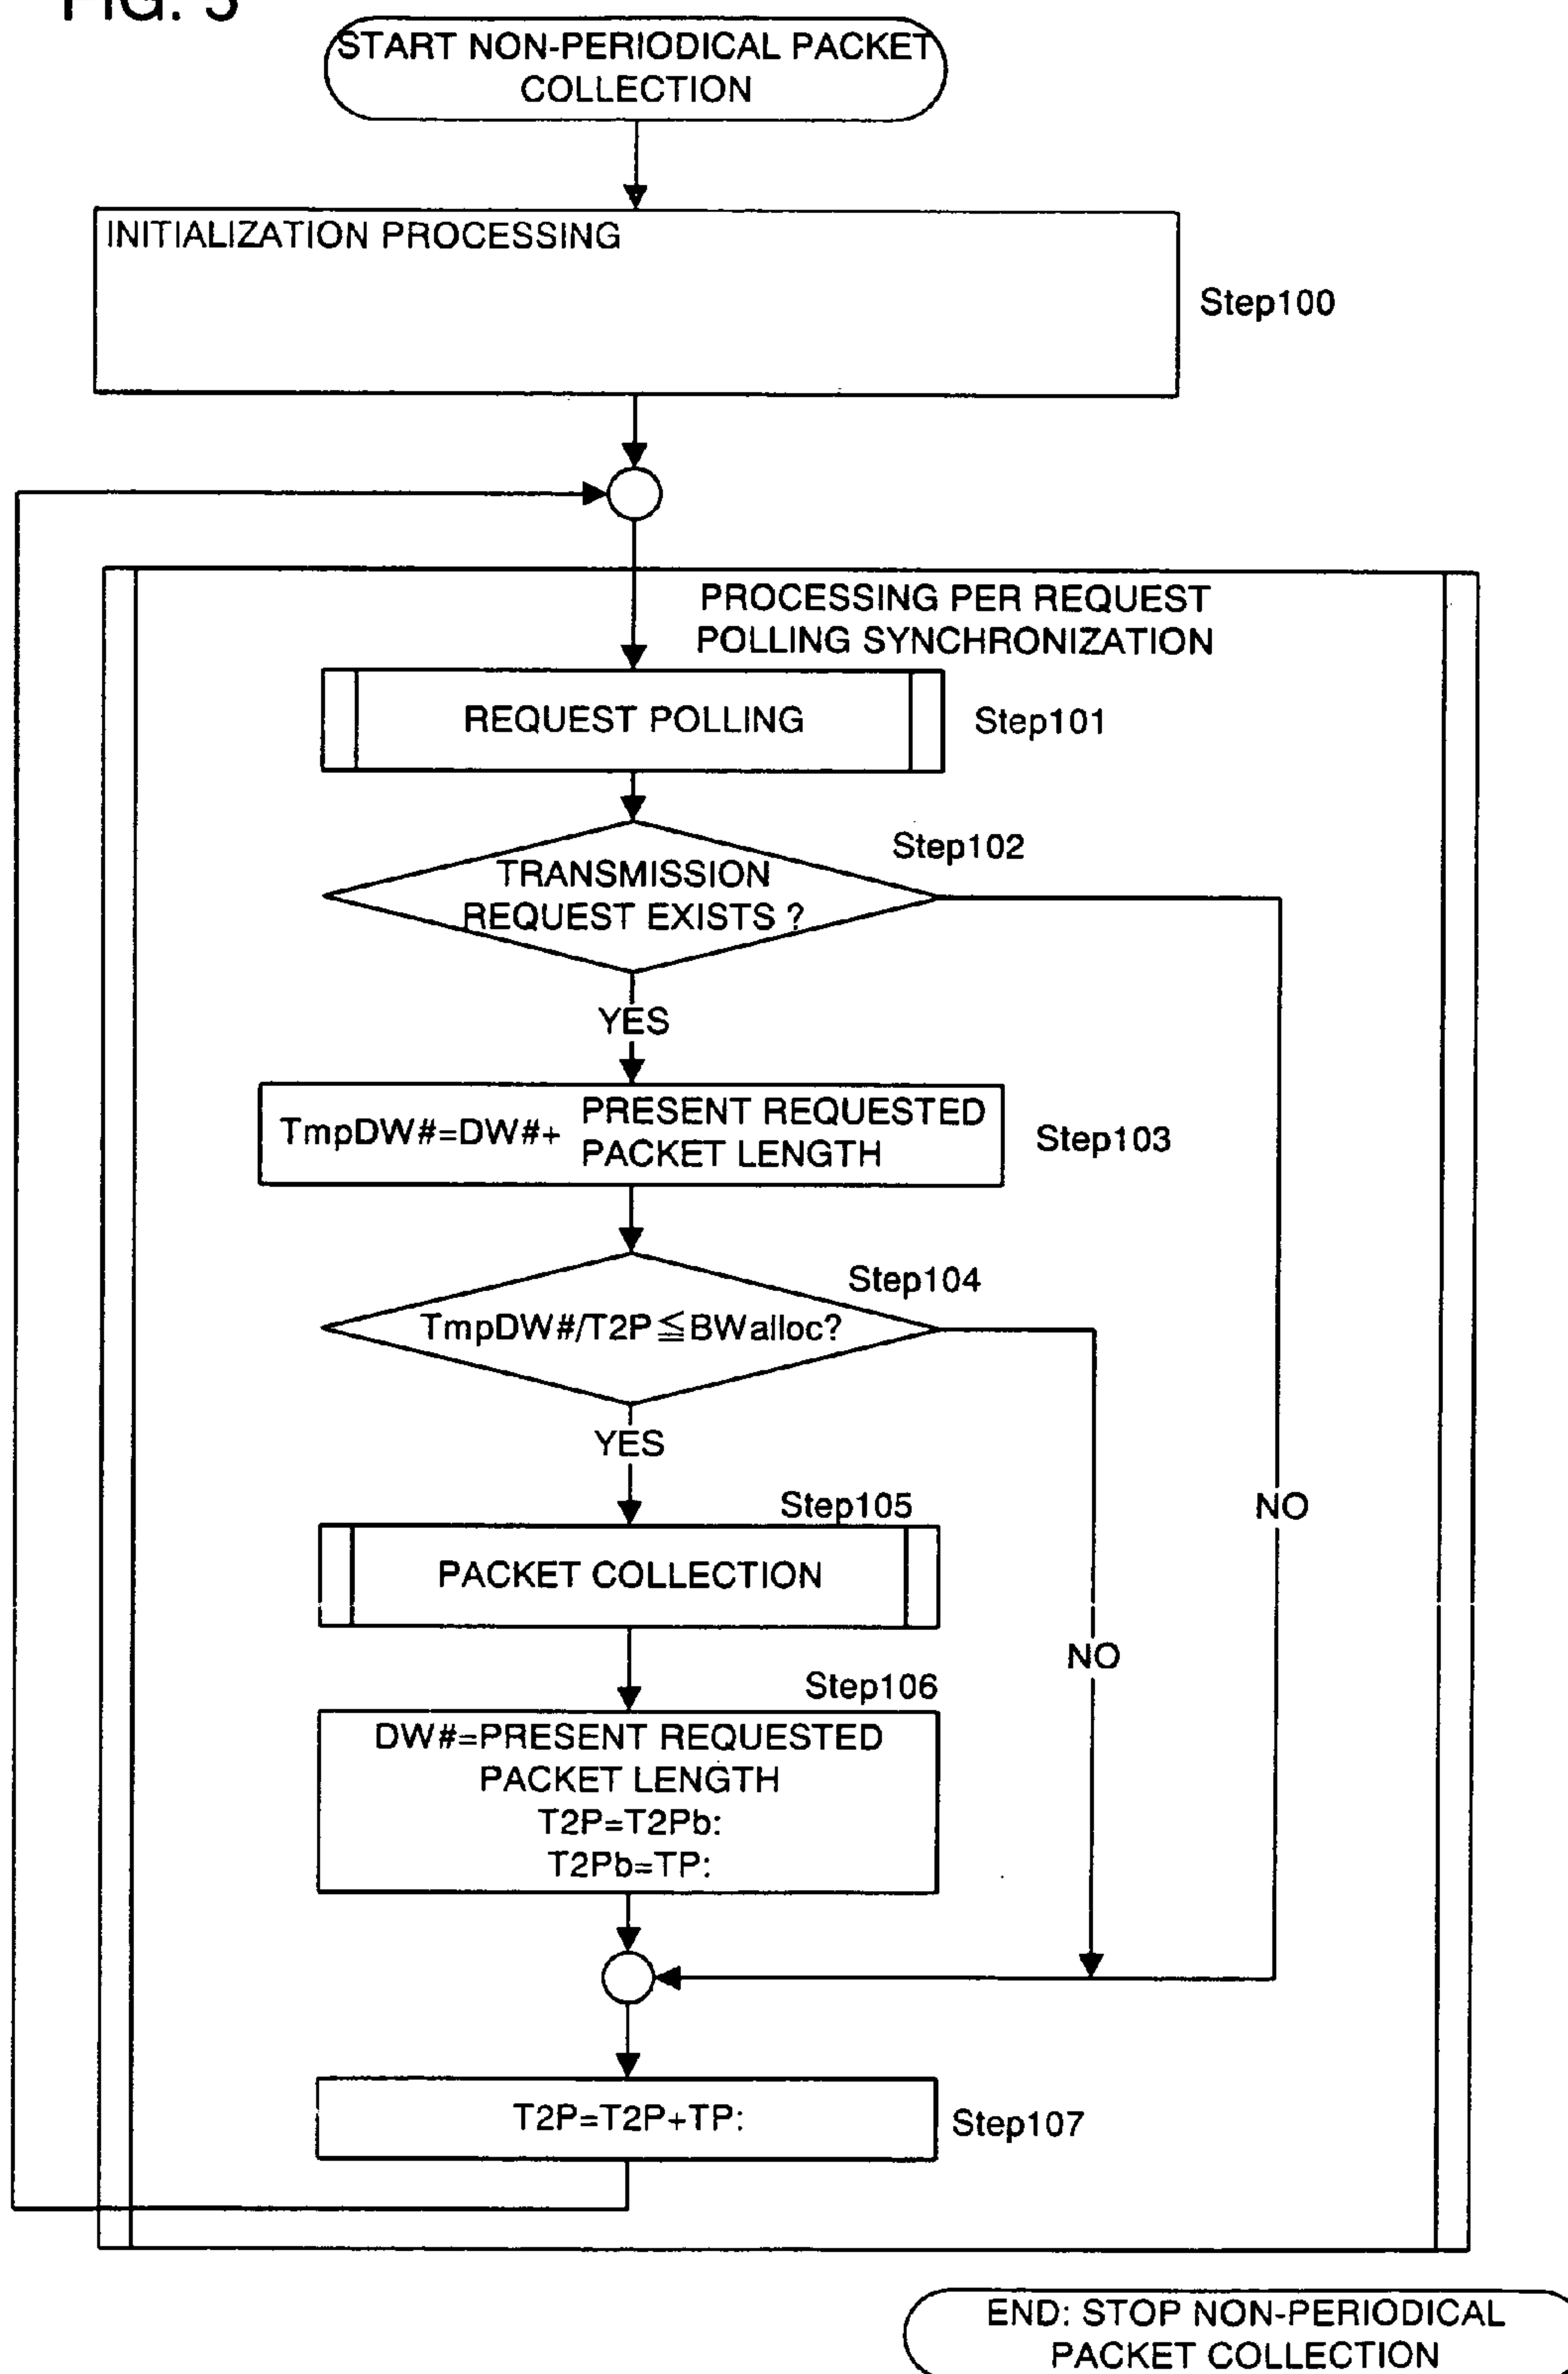 FIG. 3
START NON-PERIODICAL PACKET
COLLECTION
INITIALIZATION PROCESSING
Step100
PROCESSING PER REQUEST
POLLING SYNCHRONIZATION
REQUEST POLLING
Step101
Step102
TRANSMISSION
REQUEST EXISTS ?
YES
TmpDW#=DW#+ PRESENT REQUESTED
PACKET LENGTH
Step103
Step104
TmpDW#/T2P≦BWalloc?
YES
Step105
NO
PACKET COLLECTION
NO
Step106
DW#=PRESENT REQUESTED
PACKET LENGTH
T2P=T2Pb:
T2Pb=TP:
T2P=T2P+TP:
Step107
END: STOP NON-PERIODICAL
PACKET COLLECTION